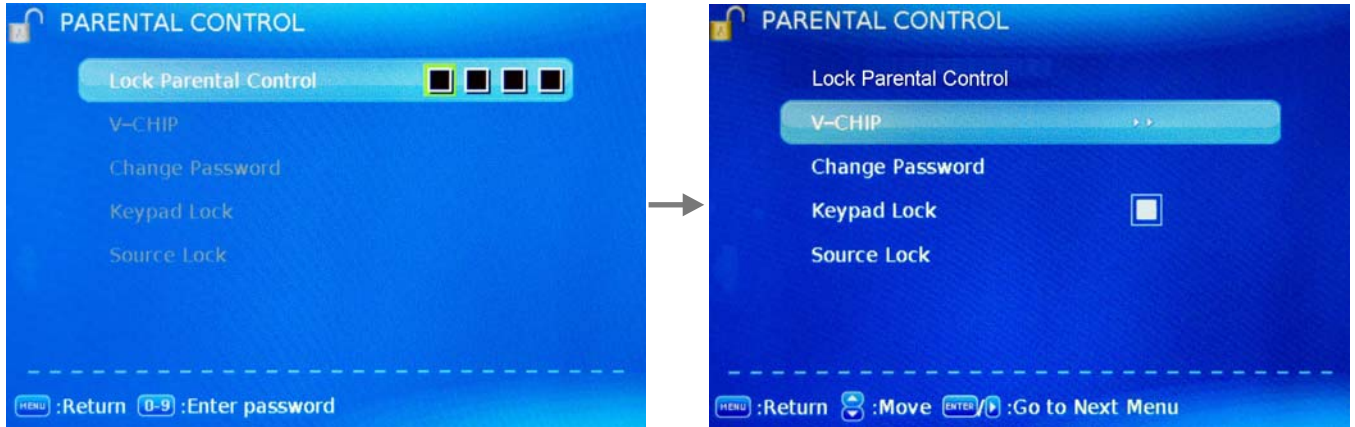 PARENTAL CONTROL
Lock Parental Control
V-CHIP
Change Password
Keypad Lock
Source Lock
MENU :Return 0-9 :Enter password
PARENTAL CONTROL
Lock Parental Control
V-CHIP
Change Password
Keypad Lock
Source Lock
MENU :Return :Move ENTER/ :Go to Next Menu